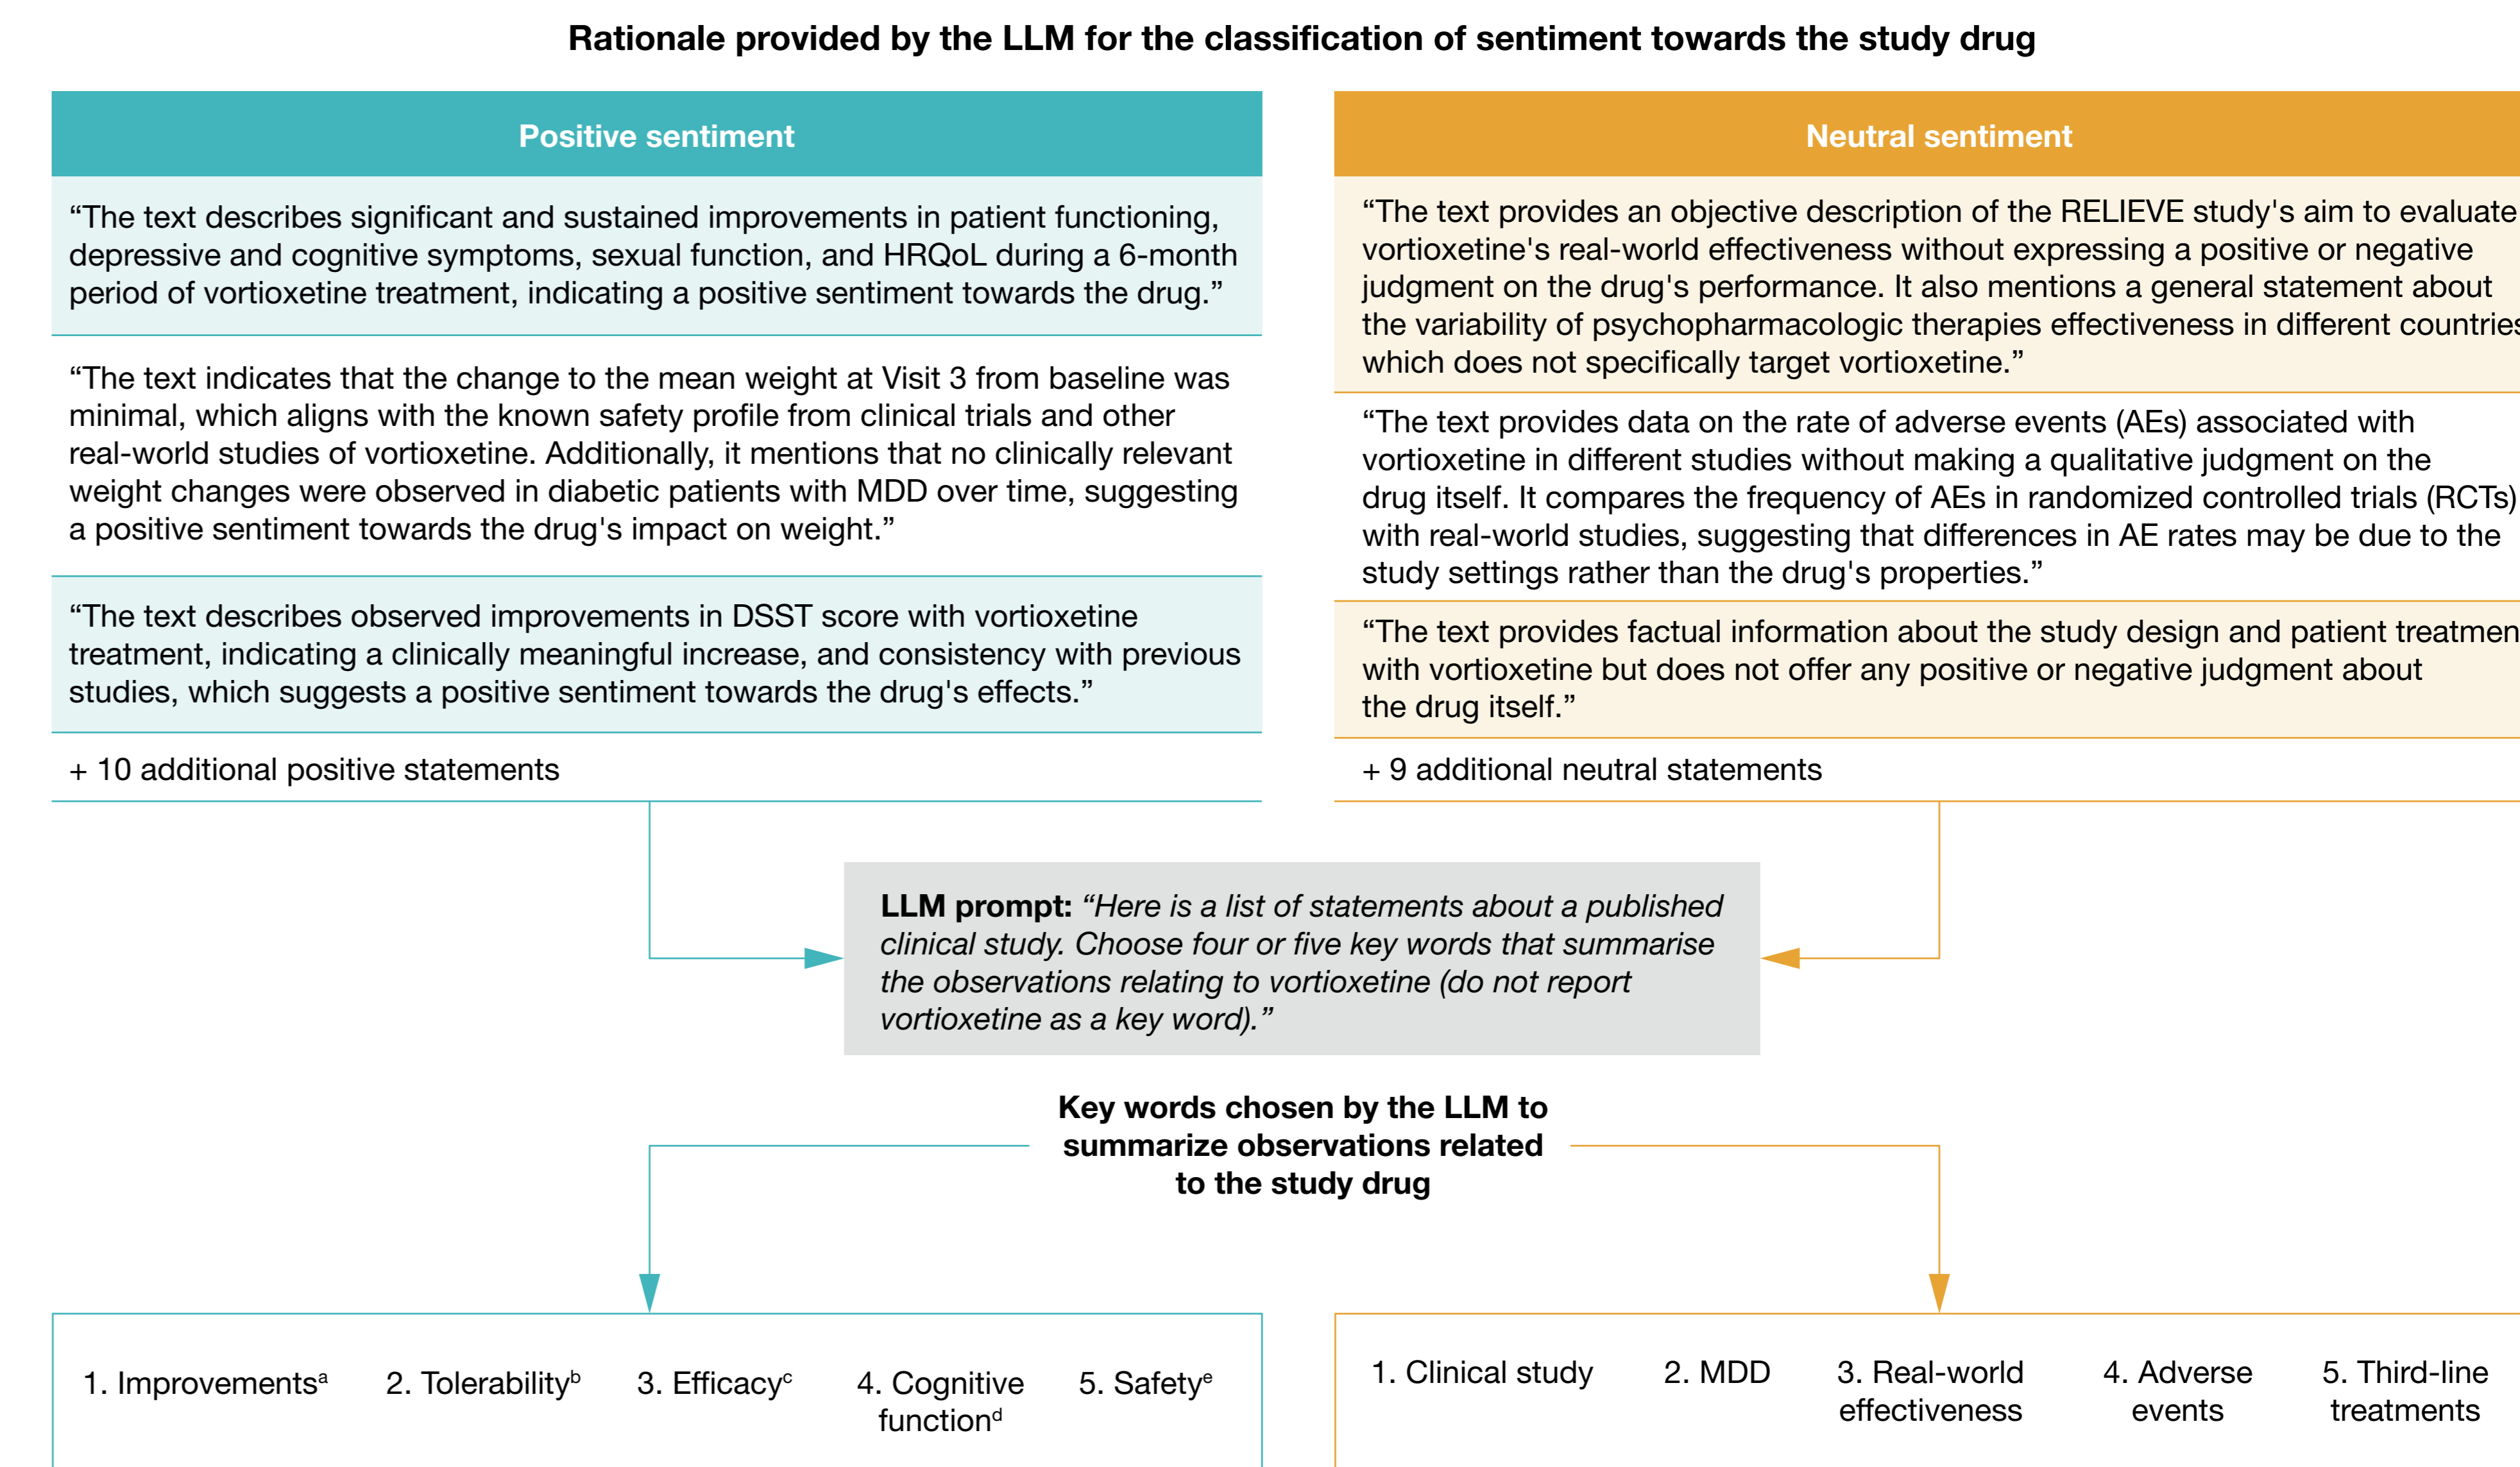 Rationale provided by the LLM for the classification of sentiment towards the study drug
Positive sentiment
“The text describes significant and sustained improvements in patient functioning,
depressive and cognitive symptoms, sexual function, and HRQoL during a 6-month
period of vortioxetine treatment, indicating a positive sentiment towards the drug.”
“The text indicates that the change to the mean weight at Visit 3 from baseline was
minimal, which aligns with the known safety profile from clinical trials and other
real-world studies of vortioxetine. Additionally, it mentions that no clinically relevant
weight changes were observed in diabetic patients with MDD over time, suggesting
a positive sentiment towards the drug's impact on weight.”
“The text describes observed improvements in DSST score with vortioxetine
treatment, indicating a clinically meaningful increase, and consistency with previous
studies, which suggests a positive sentiment towards the drug's effects.”
+ 10 additional positive statements
Neutral sentiment
“The text provides an objective description of the RELIEVE study's aim to evaluate
vortioxetine's real-world effectiveness without expressing a positive or negative
judgment on the drug's performance. It also mentions a general statement about
the variability of psychopharmacologic therapies effectiveness in different countries
which does not specifically target vortioxetine.”
“The text provides data on the rate of adverse events (AEs) associated with
vortioxetine in different studies without making a qualitative judgment on the
drug itself. It compares the frequency of AEs in randomized controlled trials (RCTs)
with real-world studies, suggesting that differences in AE rates may be due to the
study settings rather than the drug's properties.”
“The text provides factual information about the study design and patient treatmen
with vortioxetine but does not offer any positive or negative judgment about
the drug itself.”
+ 9 additional neutral statements
LLM prompt: “Here is a list of statements about a published
clinical study. Choose four or five key words that summarise
the observations relating to vortioxetine (do not report
vortioxetine as a key word).”
Key words chosen by the LLM to
summarize observations related
to the study drug
1. Improvementsᵃ
2. Tolerabilityᵇ
3. Efficacyᶜ
4. Cognitive
functionᵈ
5. Safetyᵉ
1. Clinical study
2. MDD
3. Real-world
effectiveness
4. Adverse
events
5. Third-line
treatments